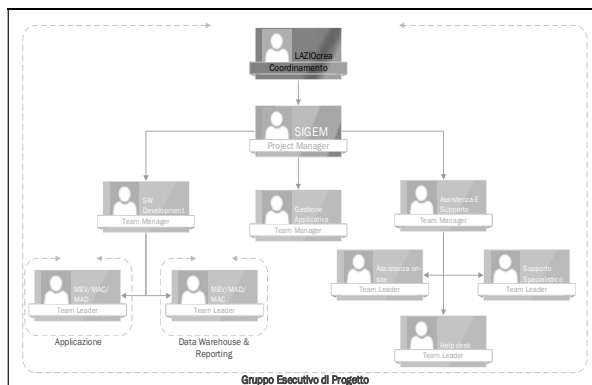 LAZIOcrea
Coordinamento
SIGEM
Project Manager
SW
Development
Team Manager
Gestione
Applicativa
Team Manager
Assistenza E
Supporto
Team Manager
MEV/MAC/
MAD
Team Leader
MEV/MAD/
MAC
Team Leader
Assistenza on-
site
Team Leader
Supporto
Specialistico
Team Leader
Applicazione
Data Warehouse &
Reporting
Help desk
Team Leader
Gruppo Esecutivo di Progetto